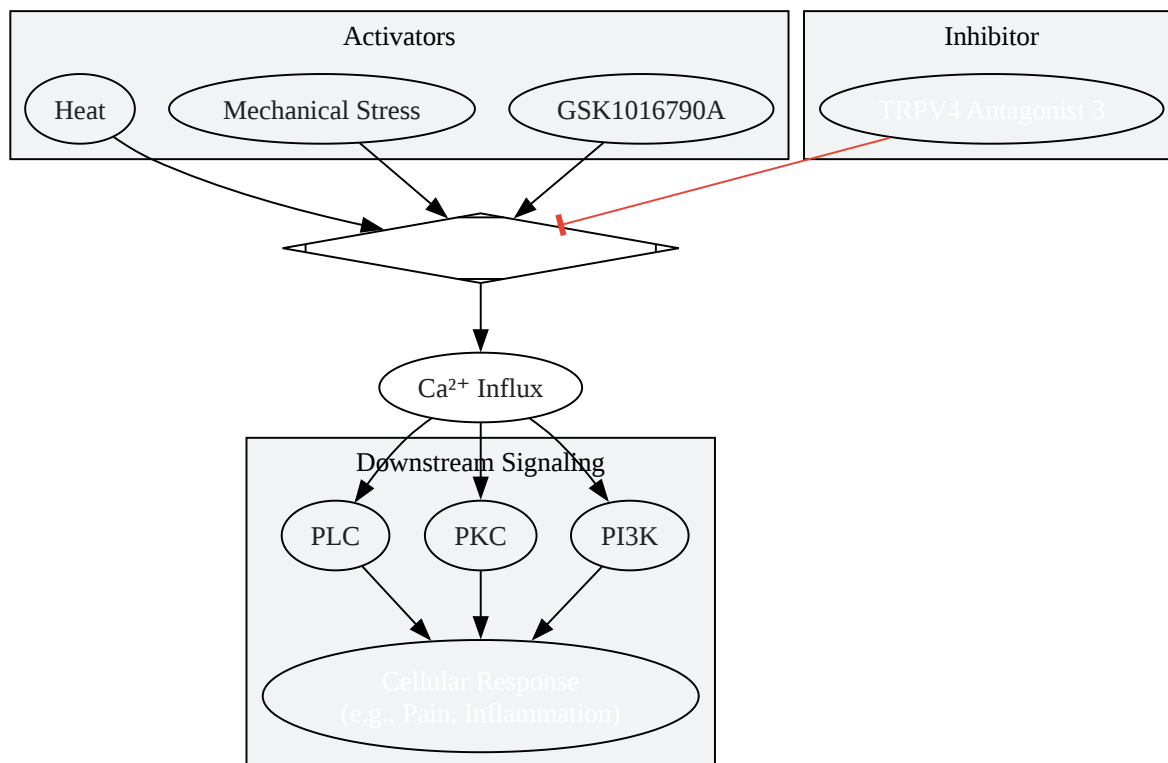 Activators
Inhibitor
Heat
Mechanical Stress
GSK1016790A
TRPV4 Antagonist 3
Ca²⁺ Influx
Downstream Signaling
PLC
PKC
PI3K
Cellular Response
(e.g., Pain, Inflammation)